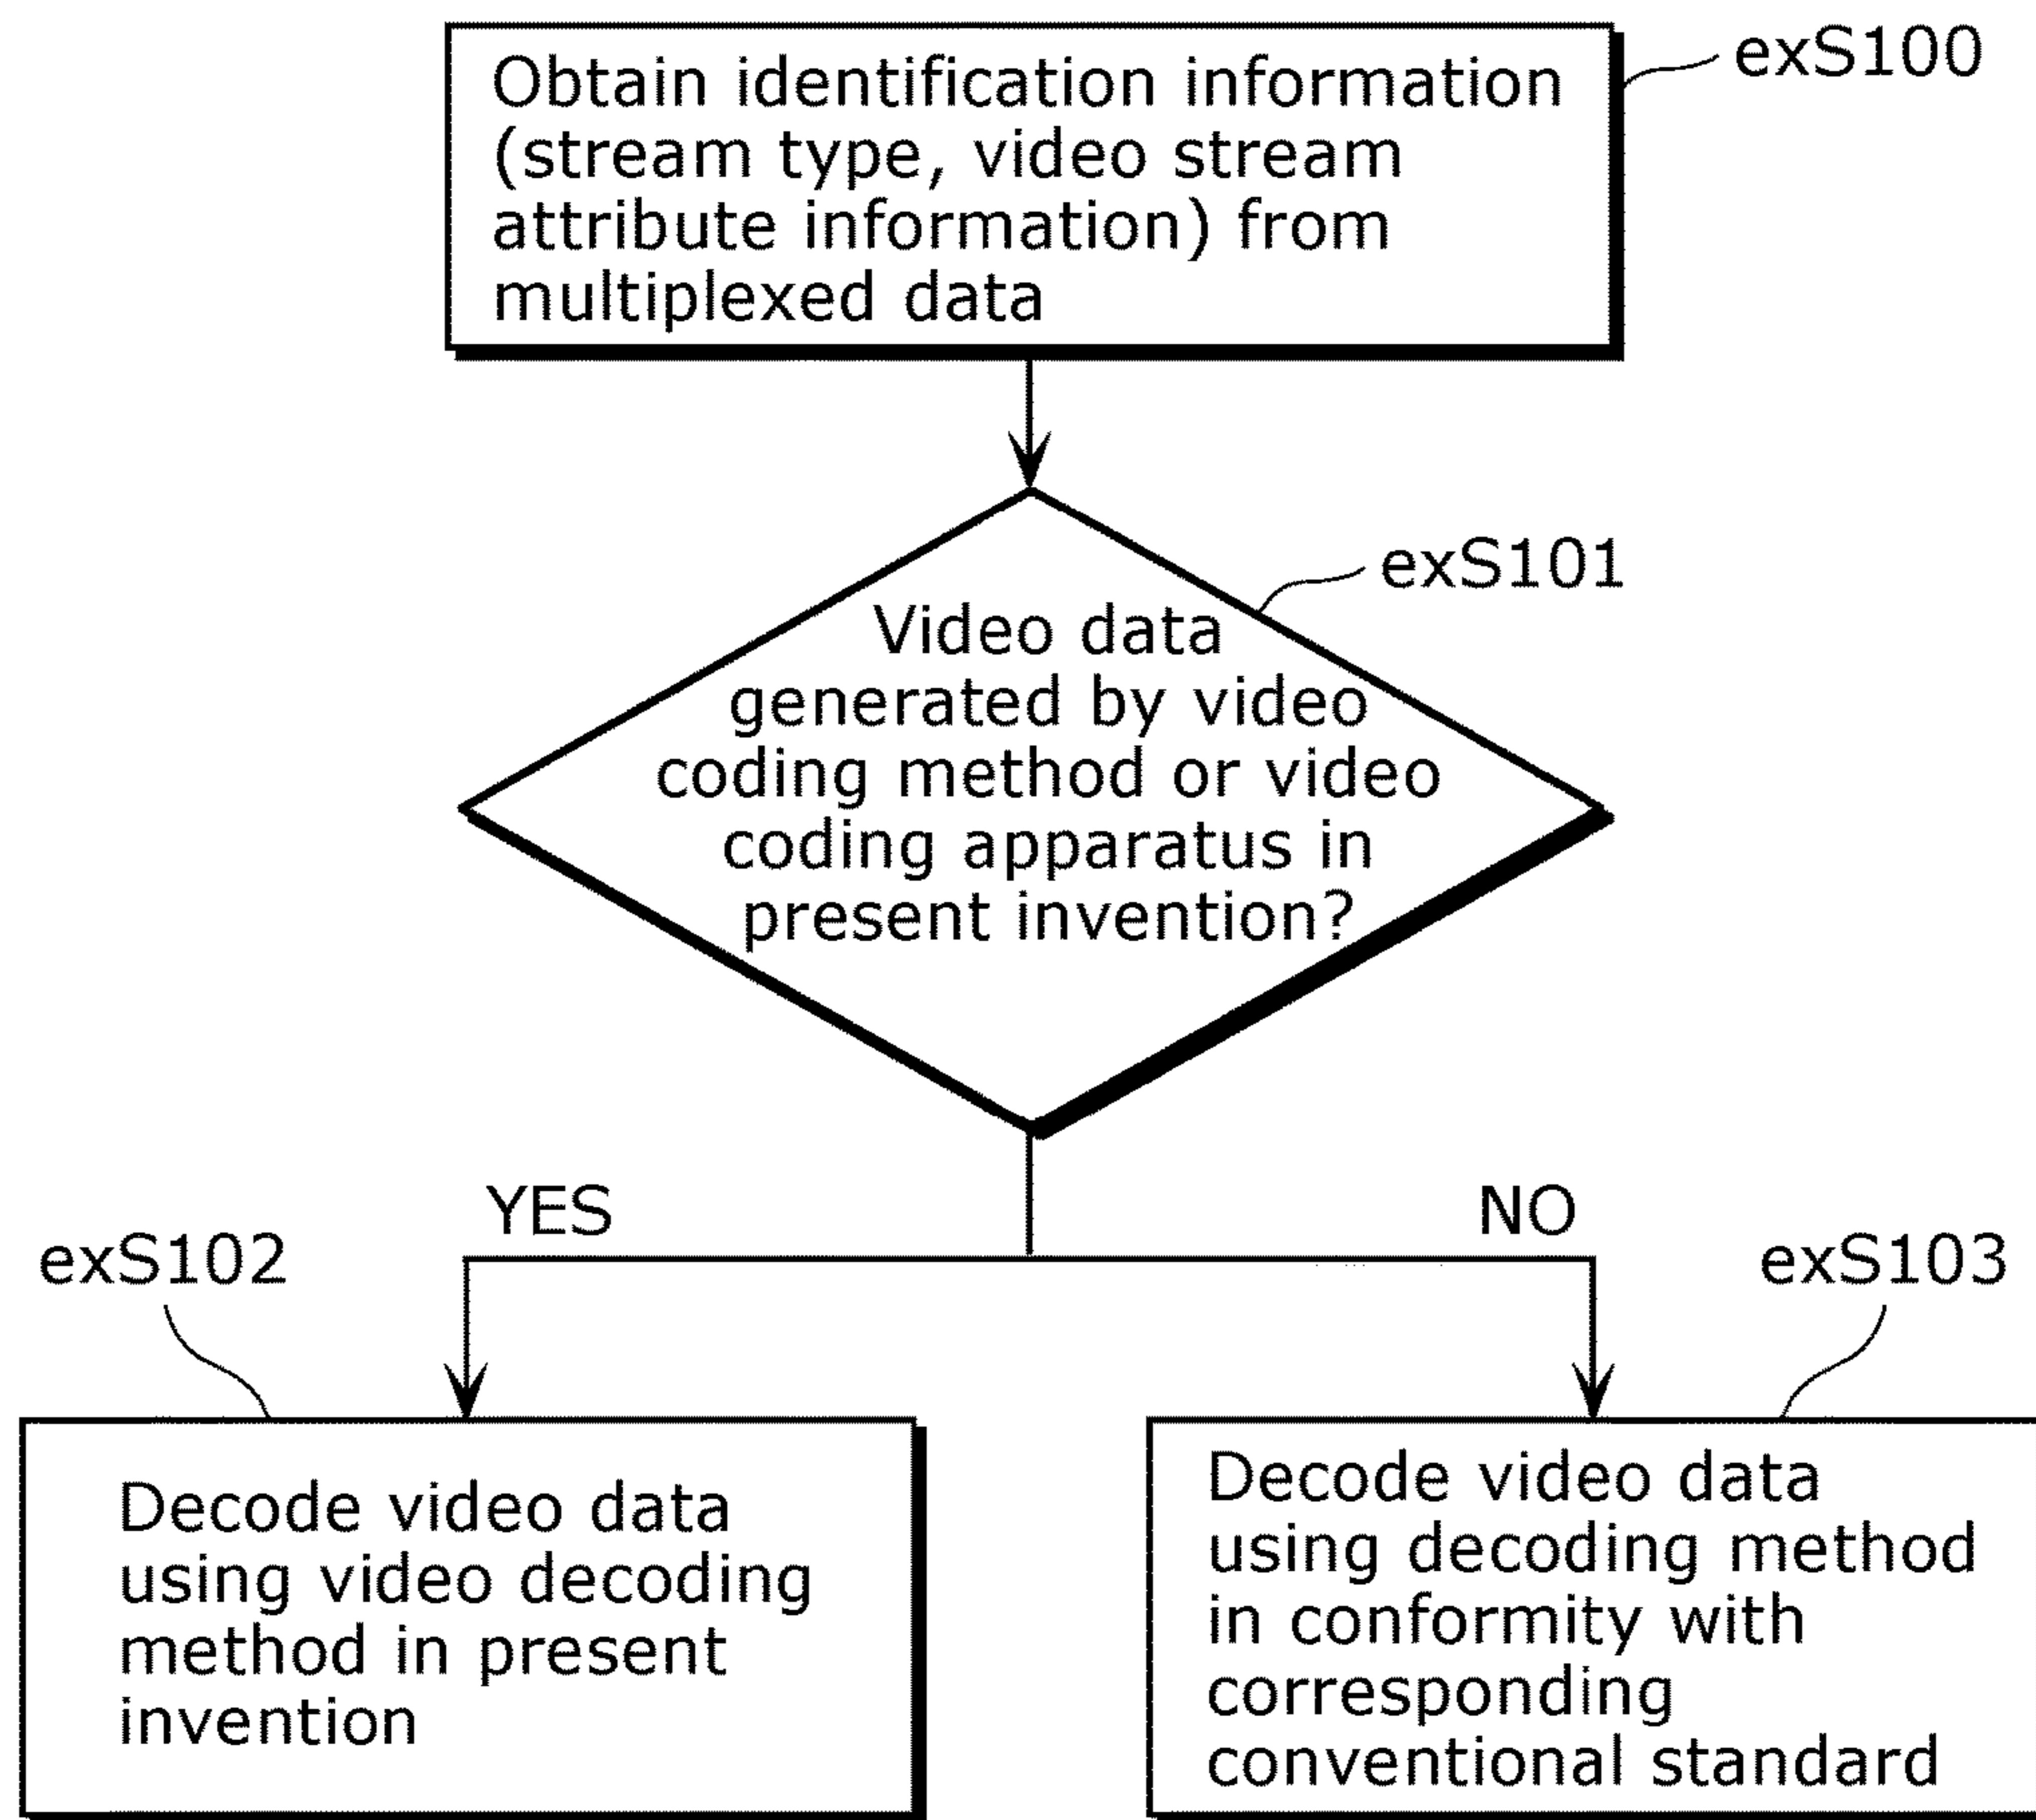 Obtain identification information
(stream type, video stream
attribute information) from
multiplexed data
exS100
Video data
generated by video
coding method or video
coding apparatus in
present invention?
exS101
YES
NO
exS102
exS103
Decode video data
using video decoding
method in present
invention
Decode video data
using decoding method
in conformity with
corresponding
conventional standard